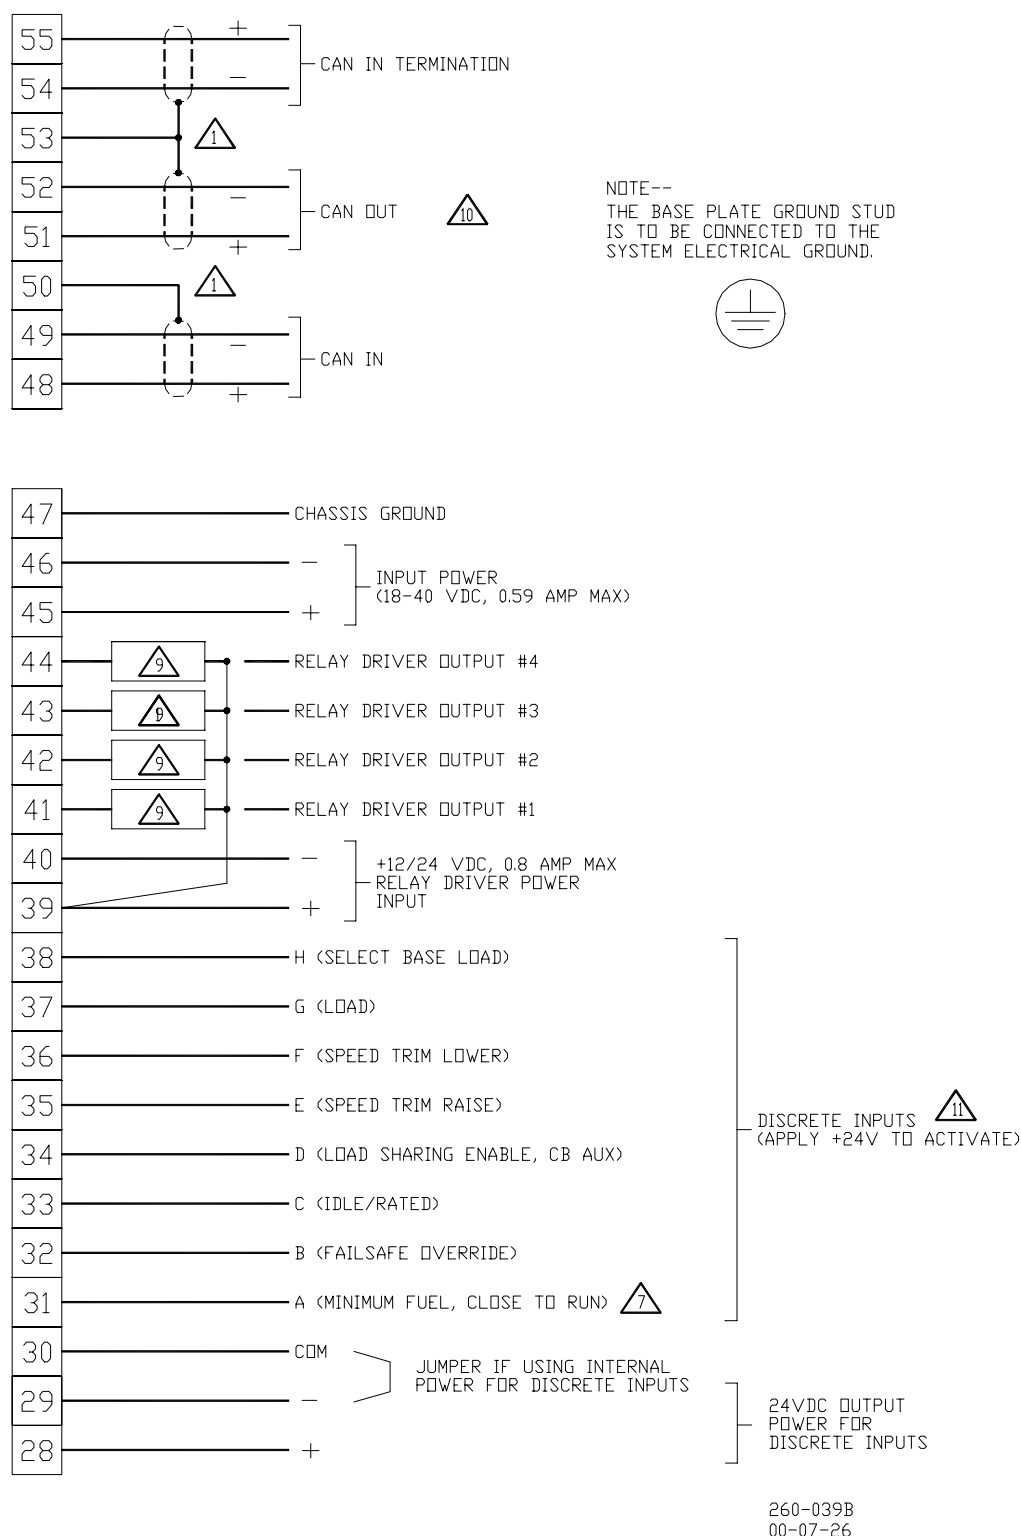 55 +
CAN IN TERMINATION
54 −
53 1
NOTE--
52 −
THE BASE PLATE GROUND STUD
CAN OUT 10
IS TO BE CONNECTED TO THE
51 +
SYSTEM ELECTRICAL GROUND.
50 1
49 −
CAN IN
48 +
47 CHASSIS GROUND
46 −
INPUT POWER
(18-40 VDC, 0.59 AMP MAX)
45 +
44 9 RELAY DRIVER OUTPUT #4
43 RELAY DRIVER OUTPUT #3
42 9 RELAY DRIVER OUTPUT #2
41 9 RELAY DRIVER OUTPUT #1
40 −
+12/24 VDC, 0.8 AMP MAX
RELAY DRIVER POWER
INPUT
39 +
38 H (SELECT BASE LOAD)
37 G (LOAD)
36 F (SPEED TRIM LOWER)
35 E (SPEED TRIM RAISE)
DISCRETE INPUTS 11
(APPLY +24V TO ACTIVATE)
34 D (LOAD SHARING ENABLE, CB AUX)
33 C (IDLE/RATED)
32 B (FAILSAFE OVERRIDE)
31 A (MINIMUM FUEL, CLOSE TO RUN) 7
30 COM
JUMPER IF USING INTERNAL
POWER FOR DISCRETE INPUTS
29 −
24VDC OUTPUT
POWER FOR
DISCRETE INPUTS
28 +
260-039B
00-07-26